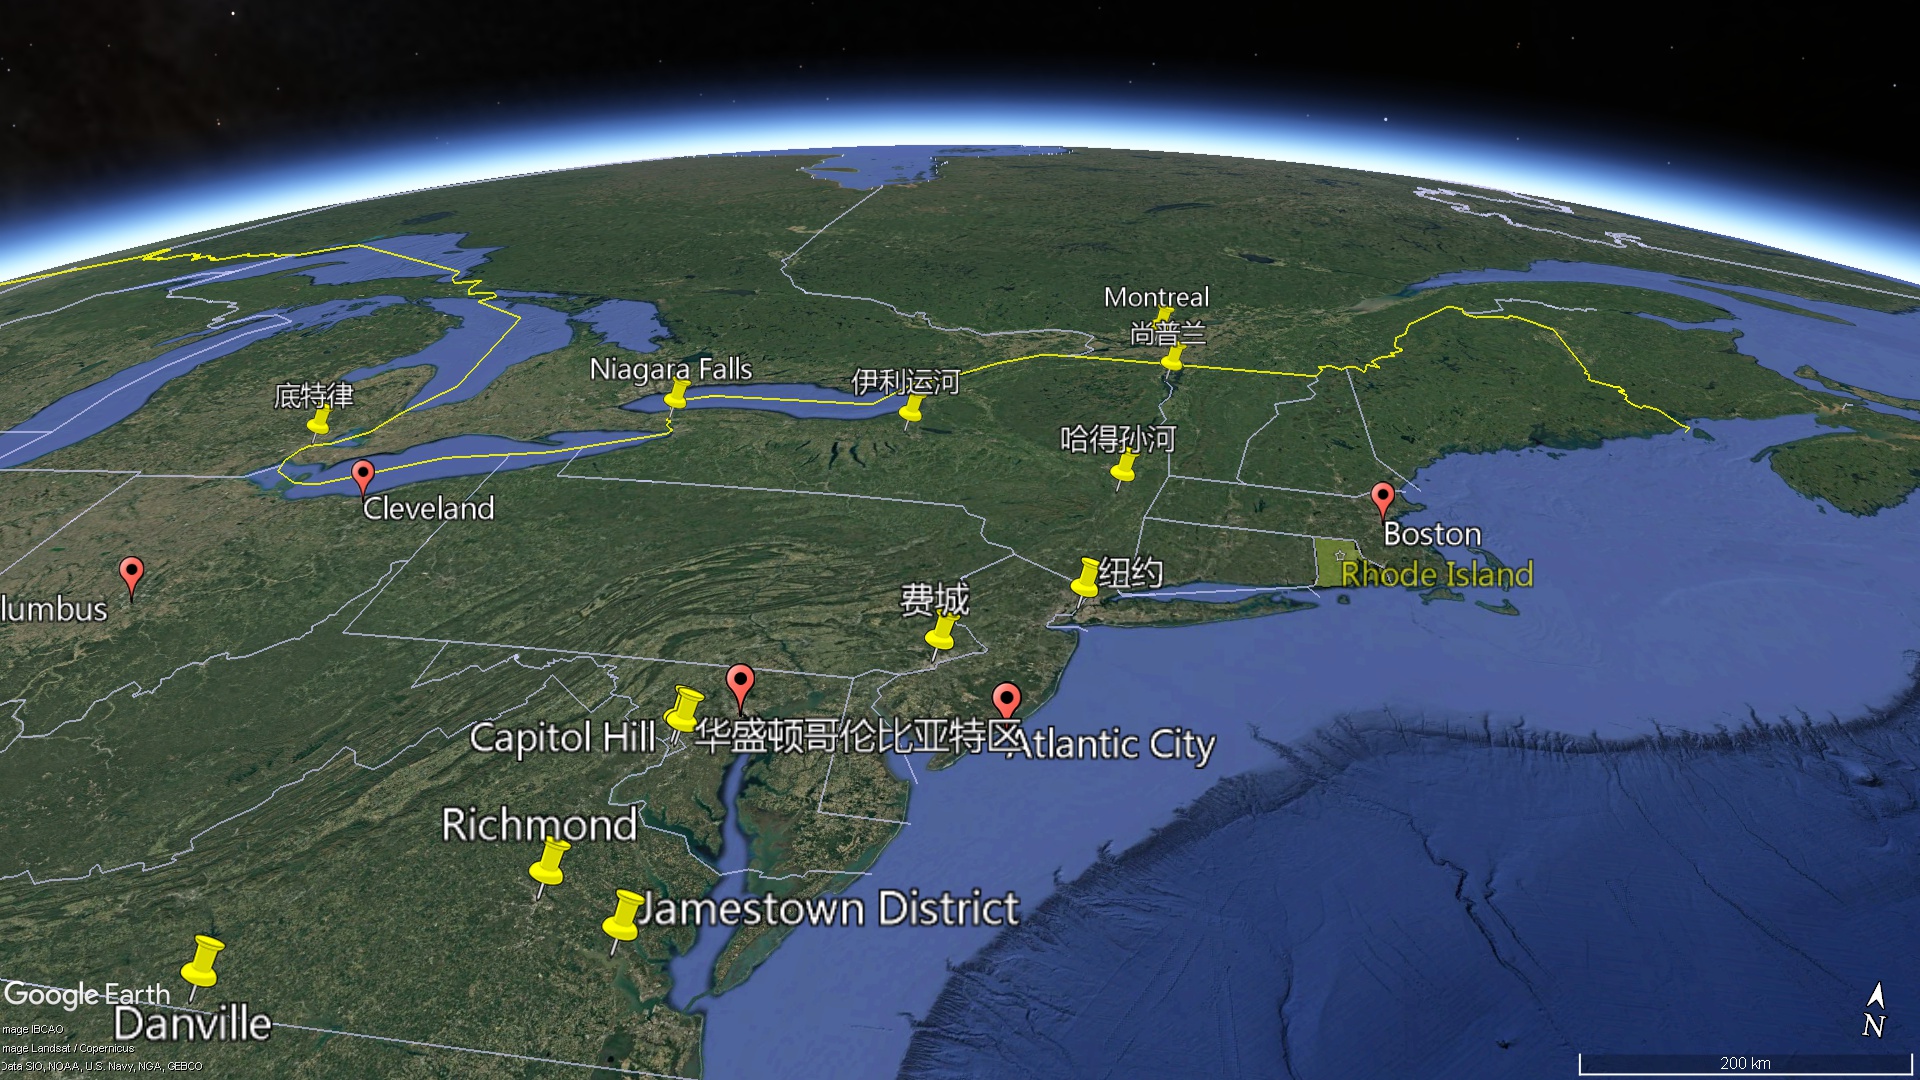 Montreal
尚普兰
Niagara Falls
伊利运河
底特律
哈得孙河
Cleveland
Boston
纽约
Rhode Island
费城
lumbus
Capitol Hill
华盛顿哥伦比亚特区
Atlantic City
Richmond
Jamestown District
Google Earth
Danville
mage IBCAO
mage Landsat / Copernicus
Data SIO, NOAA, U.S. Navy, NGA, GEBCO
N
200 km